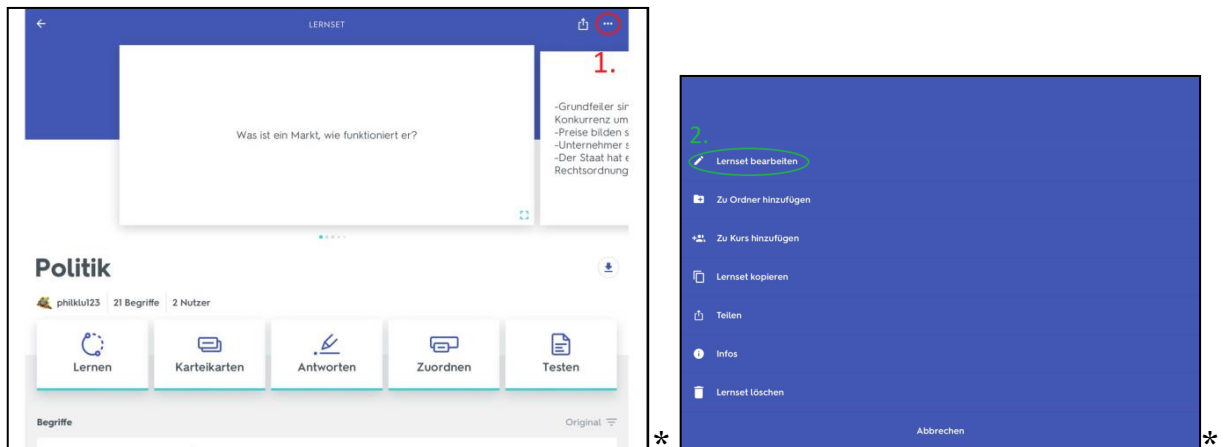 LERNSET
1.
Was ist ein Markt, wie funktioniert er?
-Grundfeiler sin
Konkurrenz um
-Preise bilden s
-Unternehmer s
-Der Staat hat e
Rechtsordnung
Politik
philklu123 21 Begriffe 2 Nutzer
Lernen Karteikarten Antworten Zuordnen Testen
Begriffe Original
*
2.
Lernset bearbeiten
Zu Ordner hinzufügen
Zu Kurs hinzufügen
Lernset kopieren
Teilen
Infos
Lernset löschen
Abbrechen
*